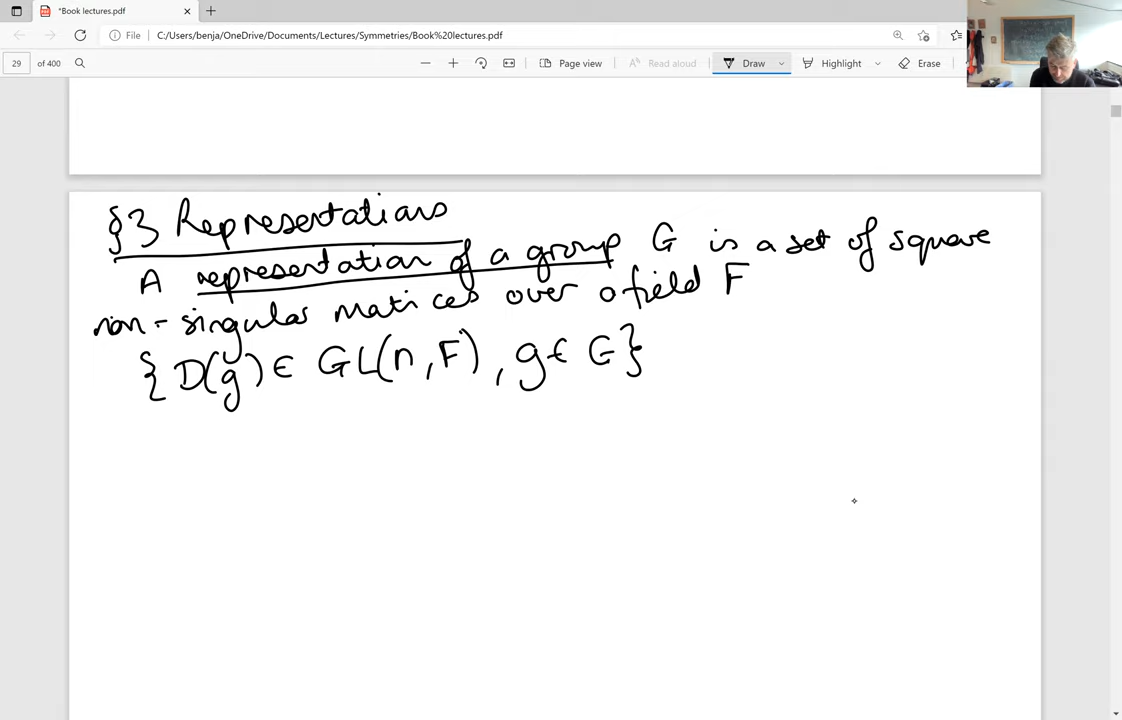 *Book lectures.pdf
File
C:/Users/benja/OneDrive/Documents/Lectures/Symmetries/Book%20lectures.pdf
29 of 400
Page view
Read aloud
Draw
Highlight
Erase
§3 Representations
A representation of a group G is a set of square
non-singular matrices over a field F
{D(g) ∈ GL(n, F), g ∈ G}